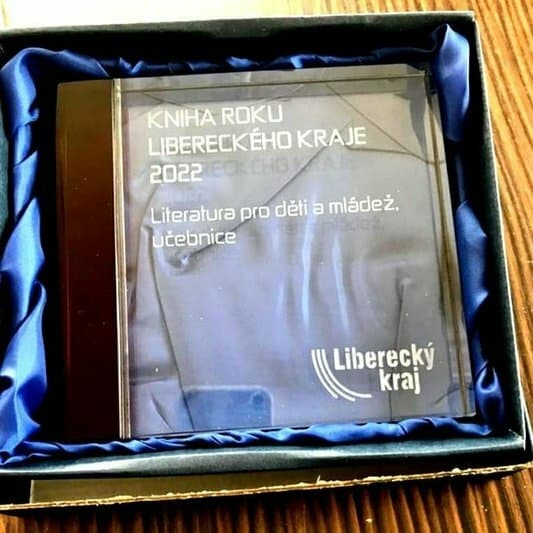 KNIHA ROKU
LIBERECKÉHO KRAJE
2022
Literatura pro děti a mládež,
učebnice
Liberecký
kraj